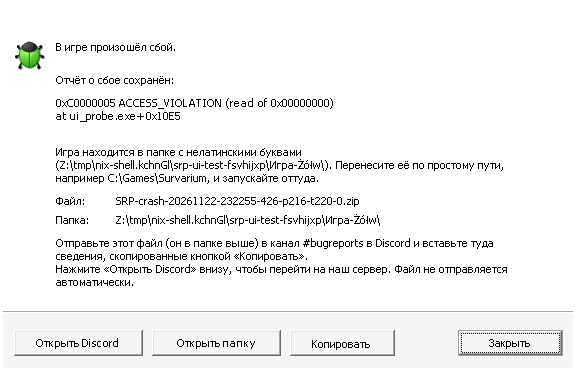 В игре произошёл сбой.
Отчёт о сбое сохранён:
0xC0000005 ACCESS_VIOLATION (read of 0x00000000)
at ui_probe.exe+0x10E5
Игра находится в папке с нелатинскими буквами
(Z:\tmp\nix-shell.kchnGl\srp-ui-test-fsvhijxp\Игра-Żółw\). Перенесите её по простому пути,
например C:\Games\Survarium, и запускайте оттуда.
Файл: SRP-crash-20261122-232255-426-p216-t220-0.zip
Папка: Z:\tmp\nix-shell.kchnGl\srp-ui-test-fsvhijxp\Игра-Żółw\
Отправьте этот файл (он в папке выше) в канал #bugreports в Discord и вставьте туда
сведения, скопированные кнопкой «Копировать».
Нажмите «Открыть Discord» внизу, чтобы перейти на наш сервер. Файл не отправляется
автоматически.
Открыть Discord Открыть папку Копировать Закрыть